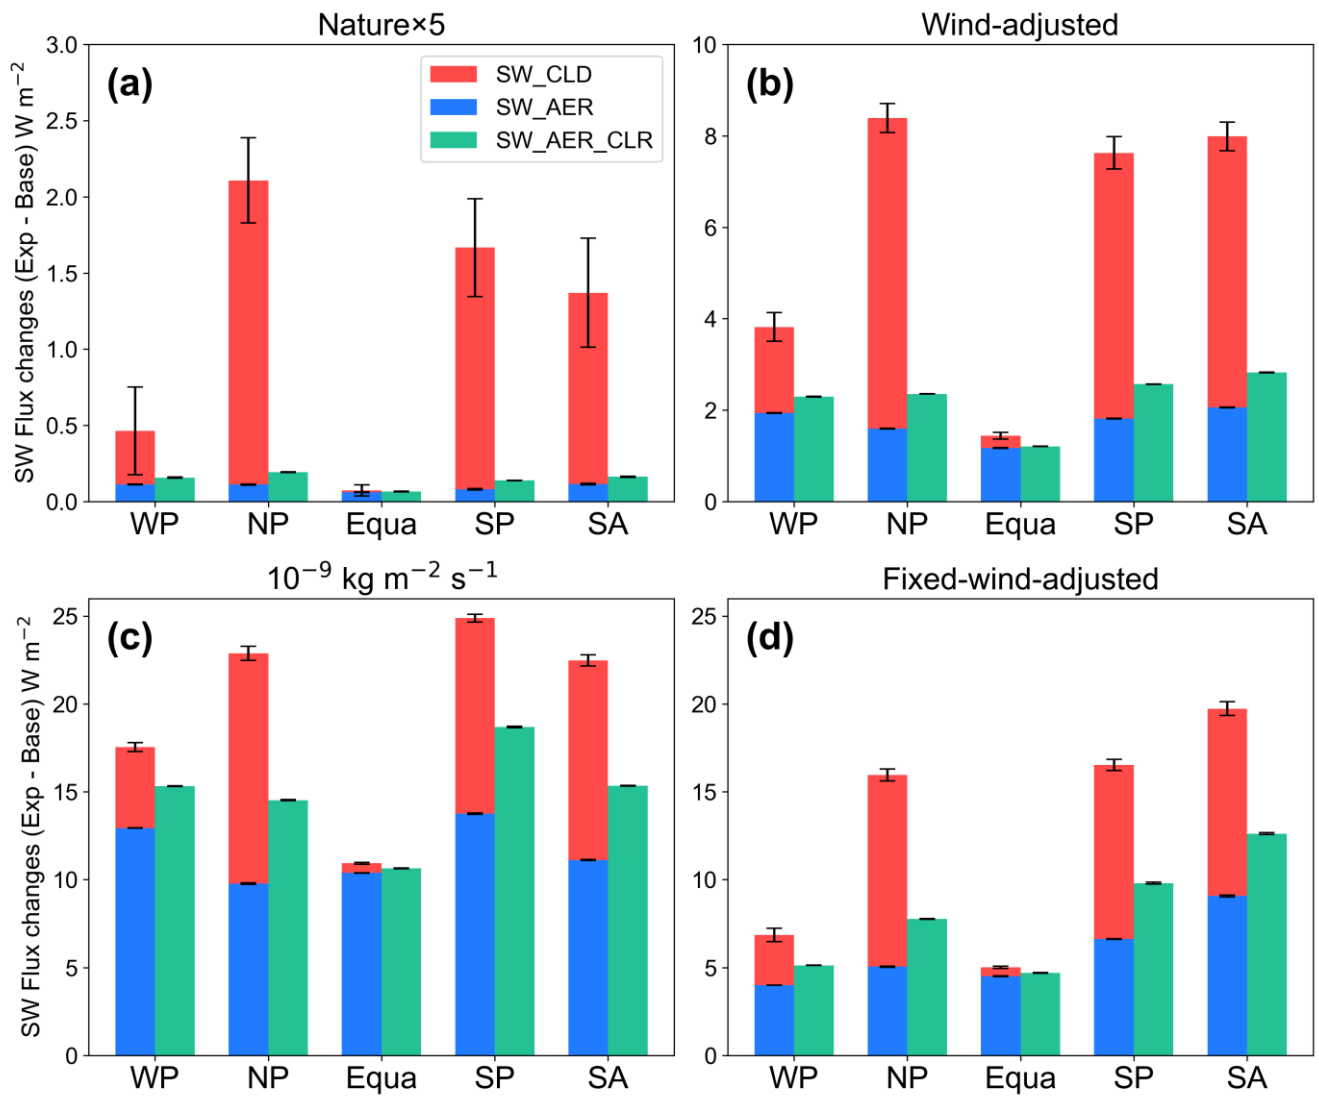 Nature×5
SW Flux changes (Exp - Base) W m⁻²
3.0
2.5
2.0
1.5
1.0
0.5
0.0
(a)
SW_CLD
SW_AER
SW_AER_CLR
WP NP Equa SP SA
Wind-adjusted
10
8
6
4
2
0
(b)
WP NP Equa SP SA
10⁻⁹ kg m⁻² s⁻¹
SW Flux changes (Exp - Base) W m⁻²
25
20
15
10
5
0
(c)
WP NP Equa SP SA
Fixed-wind-adjusted
25
20
15
10
5
0
(d)
WP NP Equa SP SA